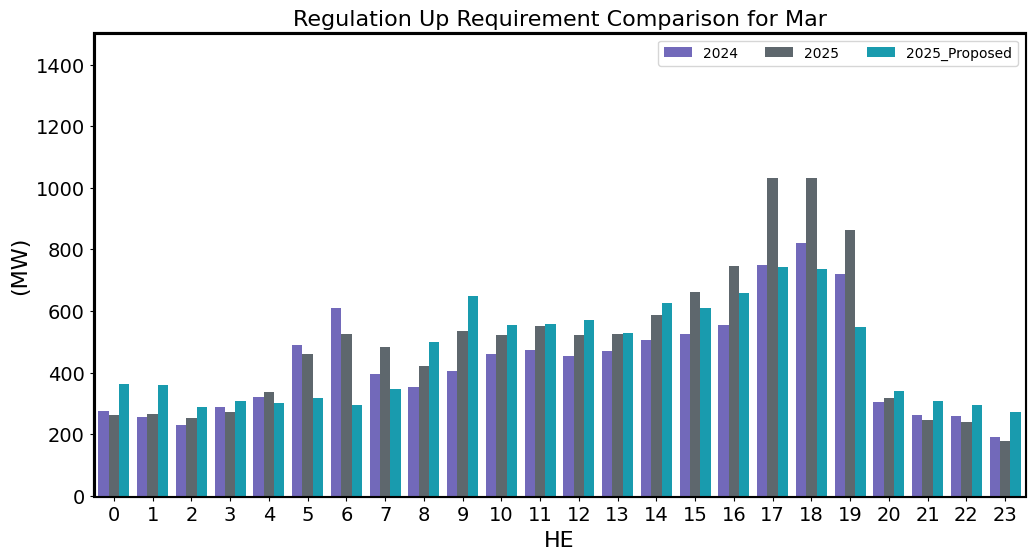 Regulation Up Requirement Comparison for Mar
2024 2025 2025_Proposed
1400
1200
1000
800
600
400
200
0
(MW)
0 1 2 3 4 5 6 7 8 9 10 11 12 13 14 15 16 17 18 19 20 21 22 23
HE